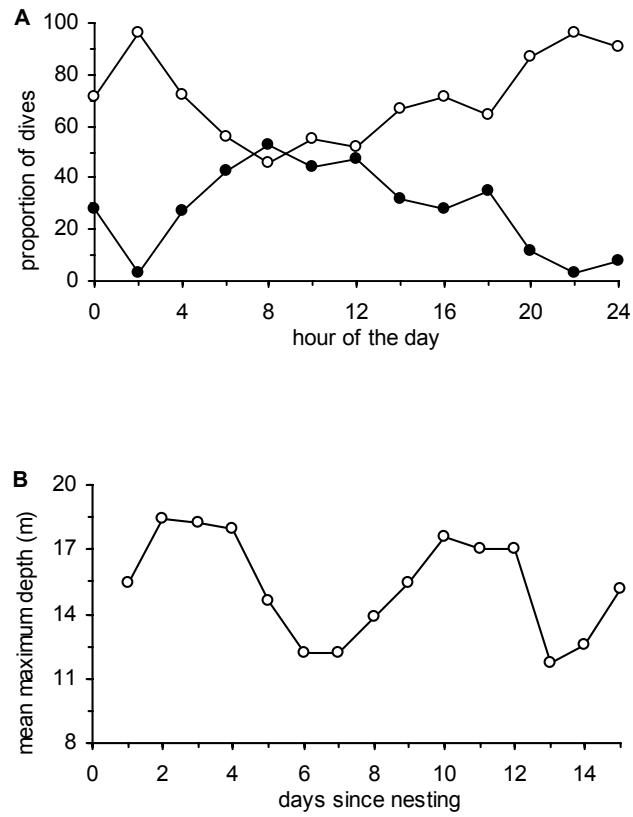 A
100
80
60
40
20
0
proportion of dives
0 4 8 12 16 20 24
hour of the day
B
20
17
14
11
8
mean maximum depth (m)
0 2 4 6 8 10 12 14
days since nesting